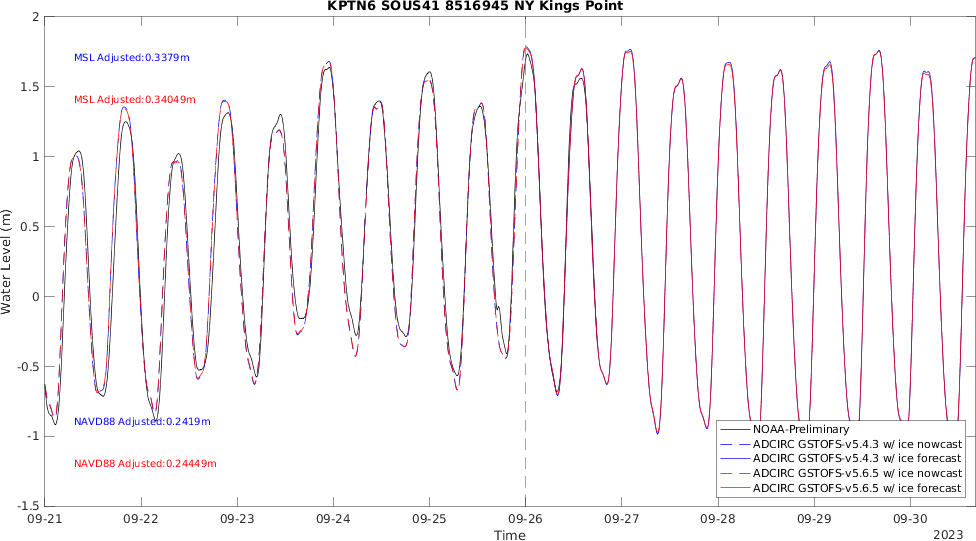 KPTN6 SOUS41 8516945 NY Kings Point
2
1.5
1
0.5
0
-0.5
-1
-1.5
Water Level (m)
MSL Adjusted:0.3379m
MSL Adjusted:0.34049m
NAVD88 Adjusted:0.2419m
NAVD88 Adjusted:0.24449m
NOAA-Preliminary
ADCIRC GSTOFS-v5.4.3 w/ ice nowcast
ADCIRC GSTOFS-v5.4.3 w/ ice forecast
ADCIRC GSTOFS-v5.6.5 w/ ice nowcast
ADCIRC GSTOFS-v5.6.5 w/ ice forecast
09-21 09-22 09-23 09-24 09-25 09-26 09-27 09-28 09-29 09-30
Time
2023